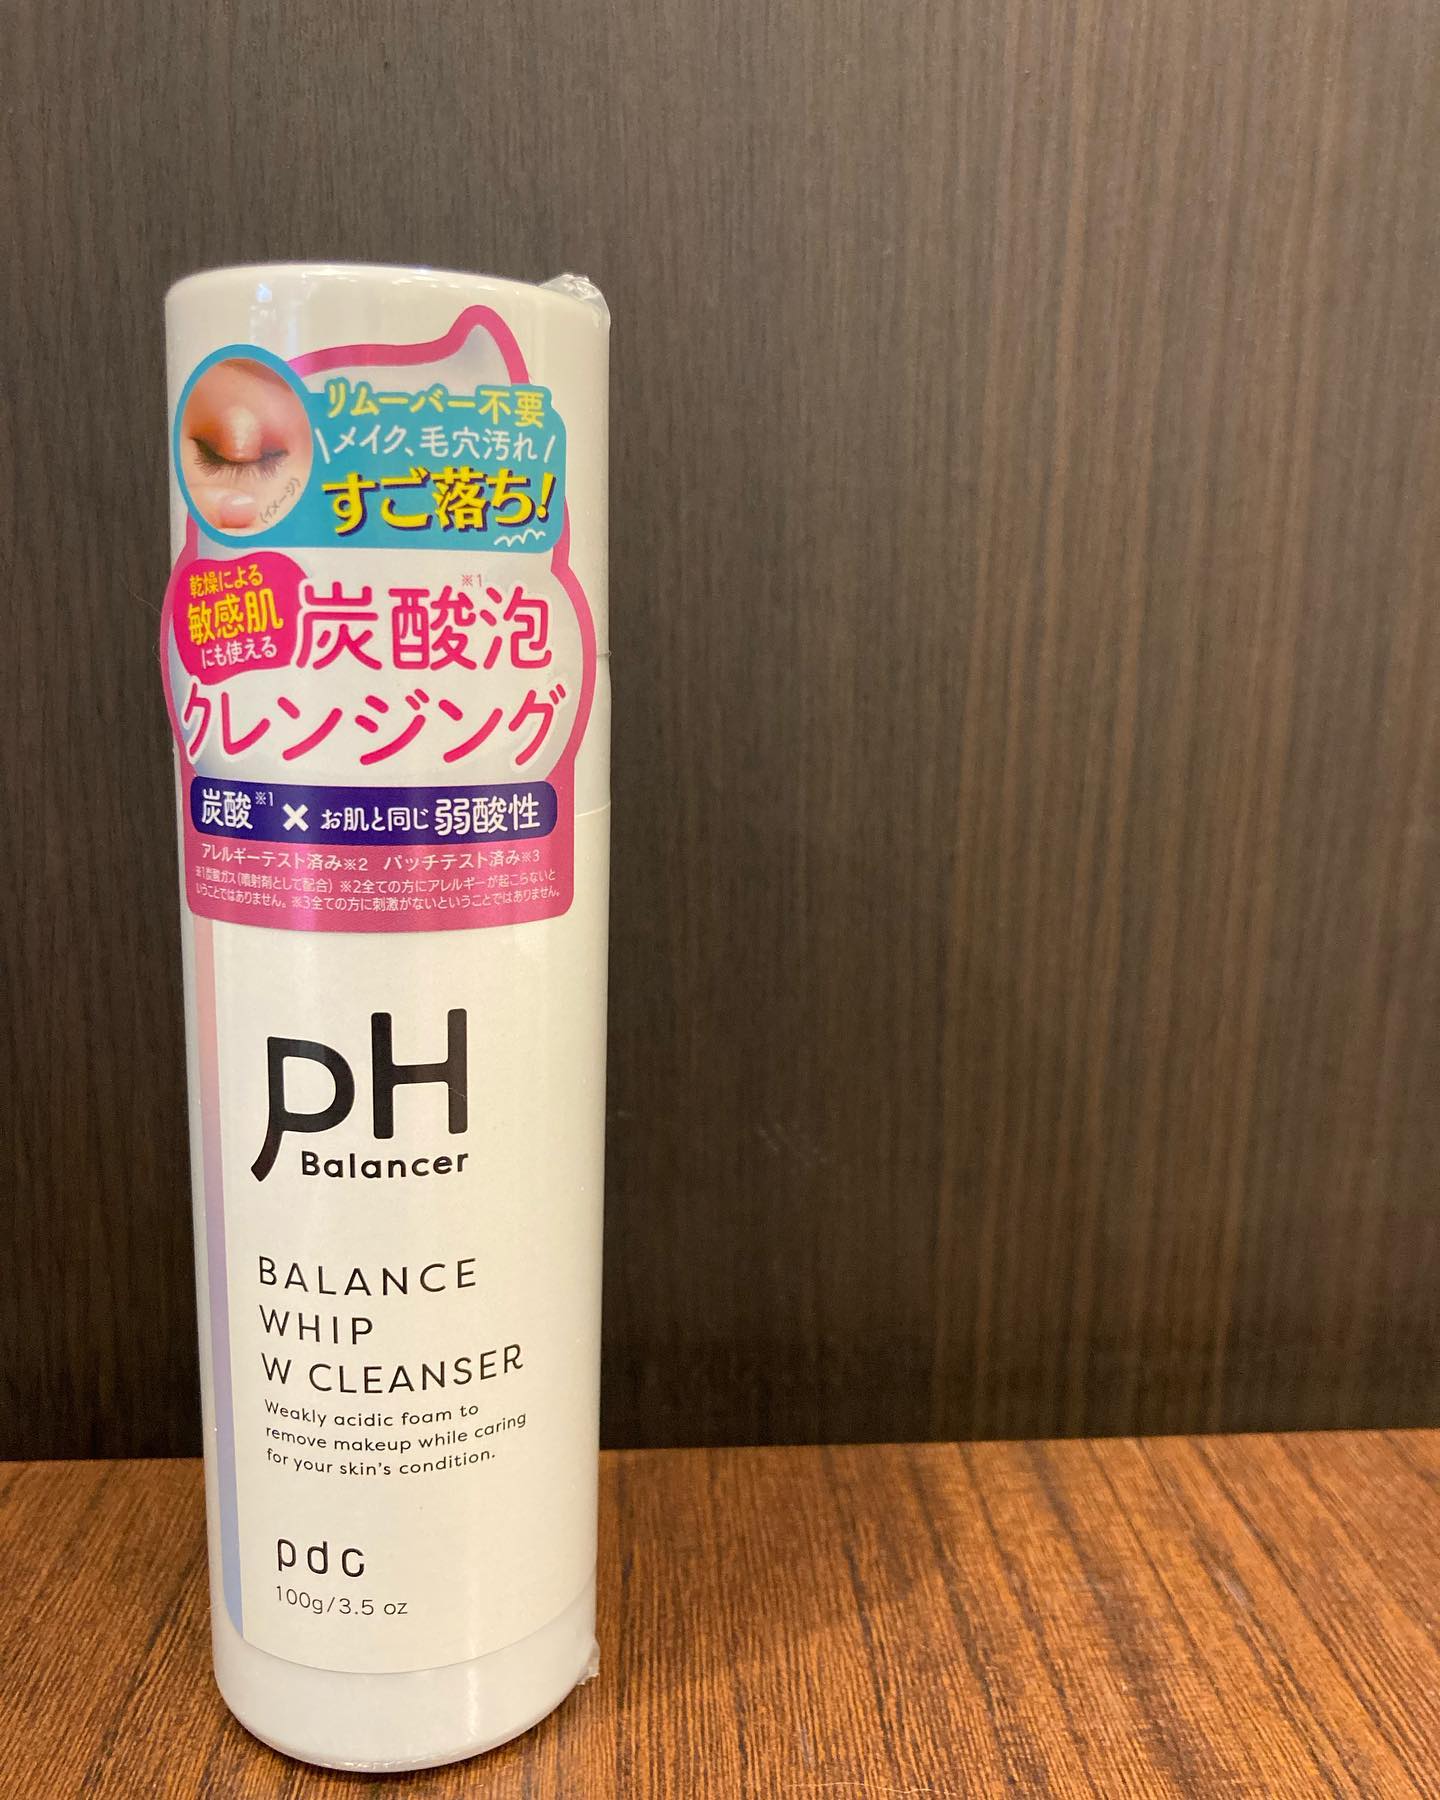 リムーバー不要
\メイク、毛穴汚れ/
すご落ち!
(イメージ)
乾燥による
敏感肌
にも使える
炭酸泡※1
クレンジング
炭酸※1×お肌と同じ弱酸性
アレルギーテスト済み※2 パッチテスト済み※3
※1炭酸ガス(噴射剤として配合) ※2全ての方にアレルギーが起こらないと
いうことではありません。※3全ての方に刺激がないということではありません。
pH
Balancer
BALANCE
WHIP
W CLEANSER
Weakly acidic foam to
remove makeup while caring
for your skin's condition.
pdc
100g/3.5 oz